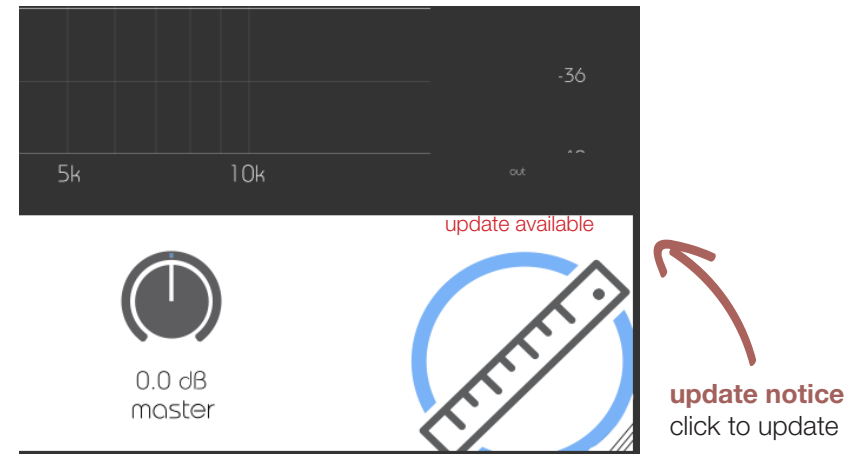 -36
5k 10k out
update available
0.0 dB
master
update notice
click to update